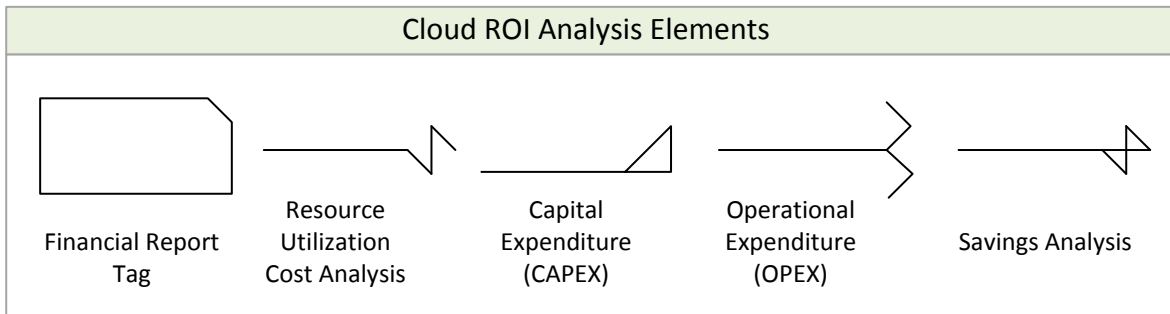 Cloud ROI Analysis Elements
Financial Report
Tag
Resource
Utilization
Cost Analysis
Capital
Expenditure
(CAPEX)
Operational
Expenditure
(OPEX)
Savings Analysis